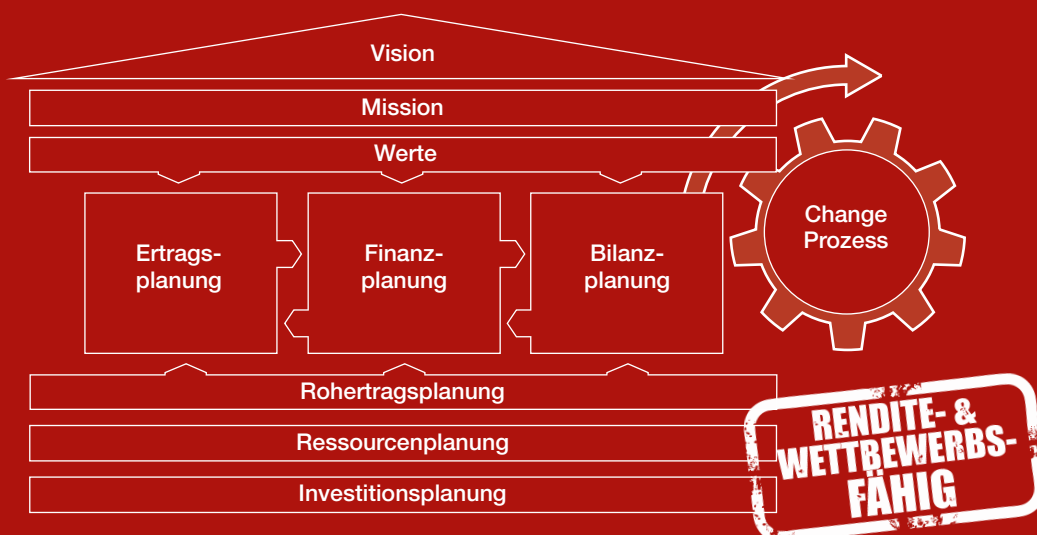 Vision
Mission
Werte
Ertrags-
planung
Finanz-
planung
Bilanz-
planung
Change
Prozess
Rohertragsplanung
Ressourcenplanung
Investitionsplanung
RENDITE- &
WETTBEWERBS-
FÄHIG